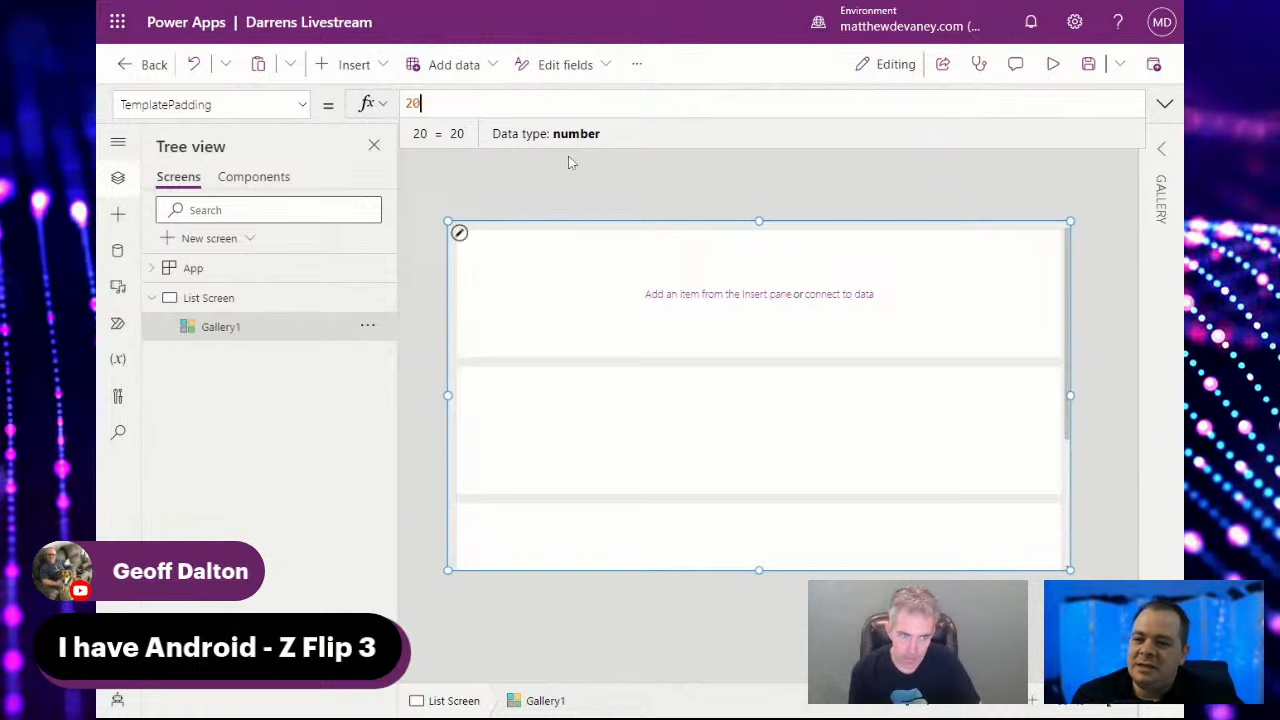 Power Apps | Darrens Livestream
Environment
matthewdevaney.com (...
MD
Back
Insert
Add data
Edit fields
...
Editing
TemplatePadding
=
fx
20
20 = 20
Data type: number
Tree view
Screens
Components
Search
New screen
App
List Screen
Gallery1
...
(x)
GALLERY
Add an item from the Insert pane or connect to data
Geoff Dalton
I have Android - Z Flip 3
List Screen
Gallery1